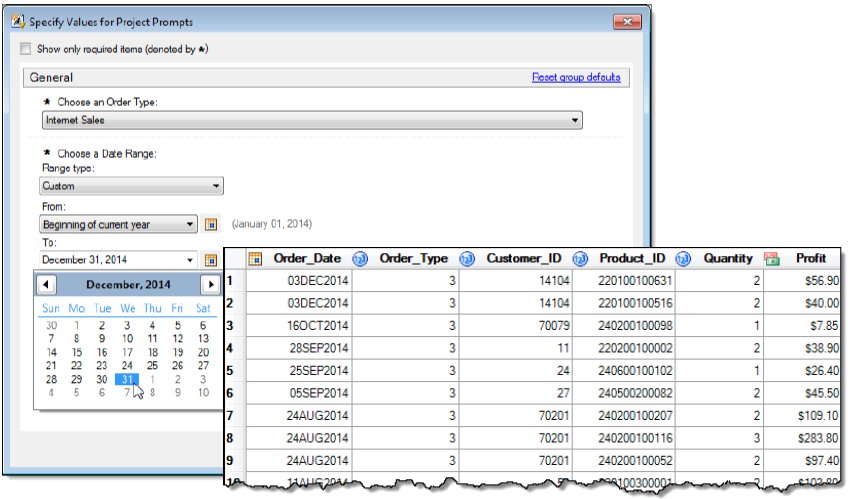 Specify Values for Project Prompts
Show only required items (denoted by *)
General
Reset group defaults
* Choose an Order Type:
Internet Sales
* Choose a Date Range:
Range type:
Custom
From:
Beginning of current year
(January 01, 2014)
To:
December 31, 2014
December, 2014
Sun Mo Tue We Thu Fri Sat
30 1 2 3 4 5 6
7 8 9 10 11 12 13
14 15 16 17 18 19 20
21 22 23 24 25 26 27
28 29 30 31 1 2 3
4 5 6 7 8 9 10
Order_Date 123 Order_Type 123 Customer_ID 123 Product_ID 123 Quantity Profit
1 03DEC2014 3 14104 220100100631 2 $56.90
2 03DEC2014 3 14104 220100100516 2 $40.00
3 16OCT2014 3 70079 240200100098 1 $7.85
4 28SEP2014 3 11 220200100002 2 $38.90
5 25SEP2014 3 24 240600100102 1 $26.40
6 05SEP2014 3 27 240500200082 2 $45.50
7 24AUG2014 3 70201 240200100207 2 $109.10
8 24AUG2014 3 70201 240200100116 3 $283.80
9 24AUG2014 3 70201 240200100052 2 $97.40